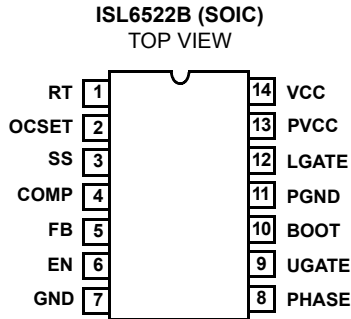 ISL6522B (SOIC)
TOP VIEW
RT 1 14 VCC
OCSET 2 13 PVCC
SS 3 12 LGATE
COMP 4 11 PGND
FB 5 10 BOOT
EN 6 9 UGATE
GND 7 8 PHASE